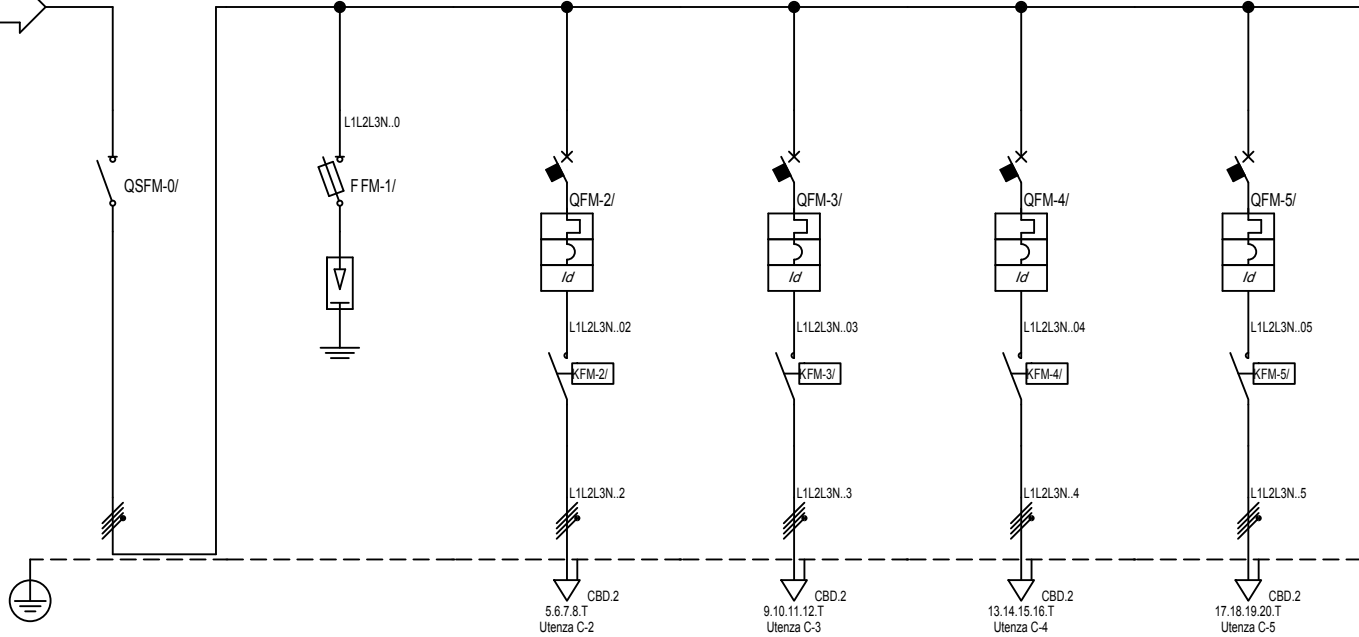 L1L2L3N..0
QSFM-0/
FFM-1/
QFM-2/
QFM-3/
QFM-4/
QFM-5/
Id
Id
Id
Id
L1L2L3N..02
L1L2L3N..03
L1L2L3N..04
L1L2L3N..05
KFM-2/
KFM-3/
KFM-4/
KFM-5/
L1L2L3N..2
L1L2L3N..3
L1L2L3N..4
L1L2L3N..5
CBD.2
CBD.2
CBD.2
CBD.2
5.6.7.8.T
9.10.11.12.T
13.14.15.16.T
17.18.19.20.T
Utenza C-2
Utenza C-3
Utenza C-4
Utenza C-5